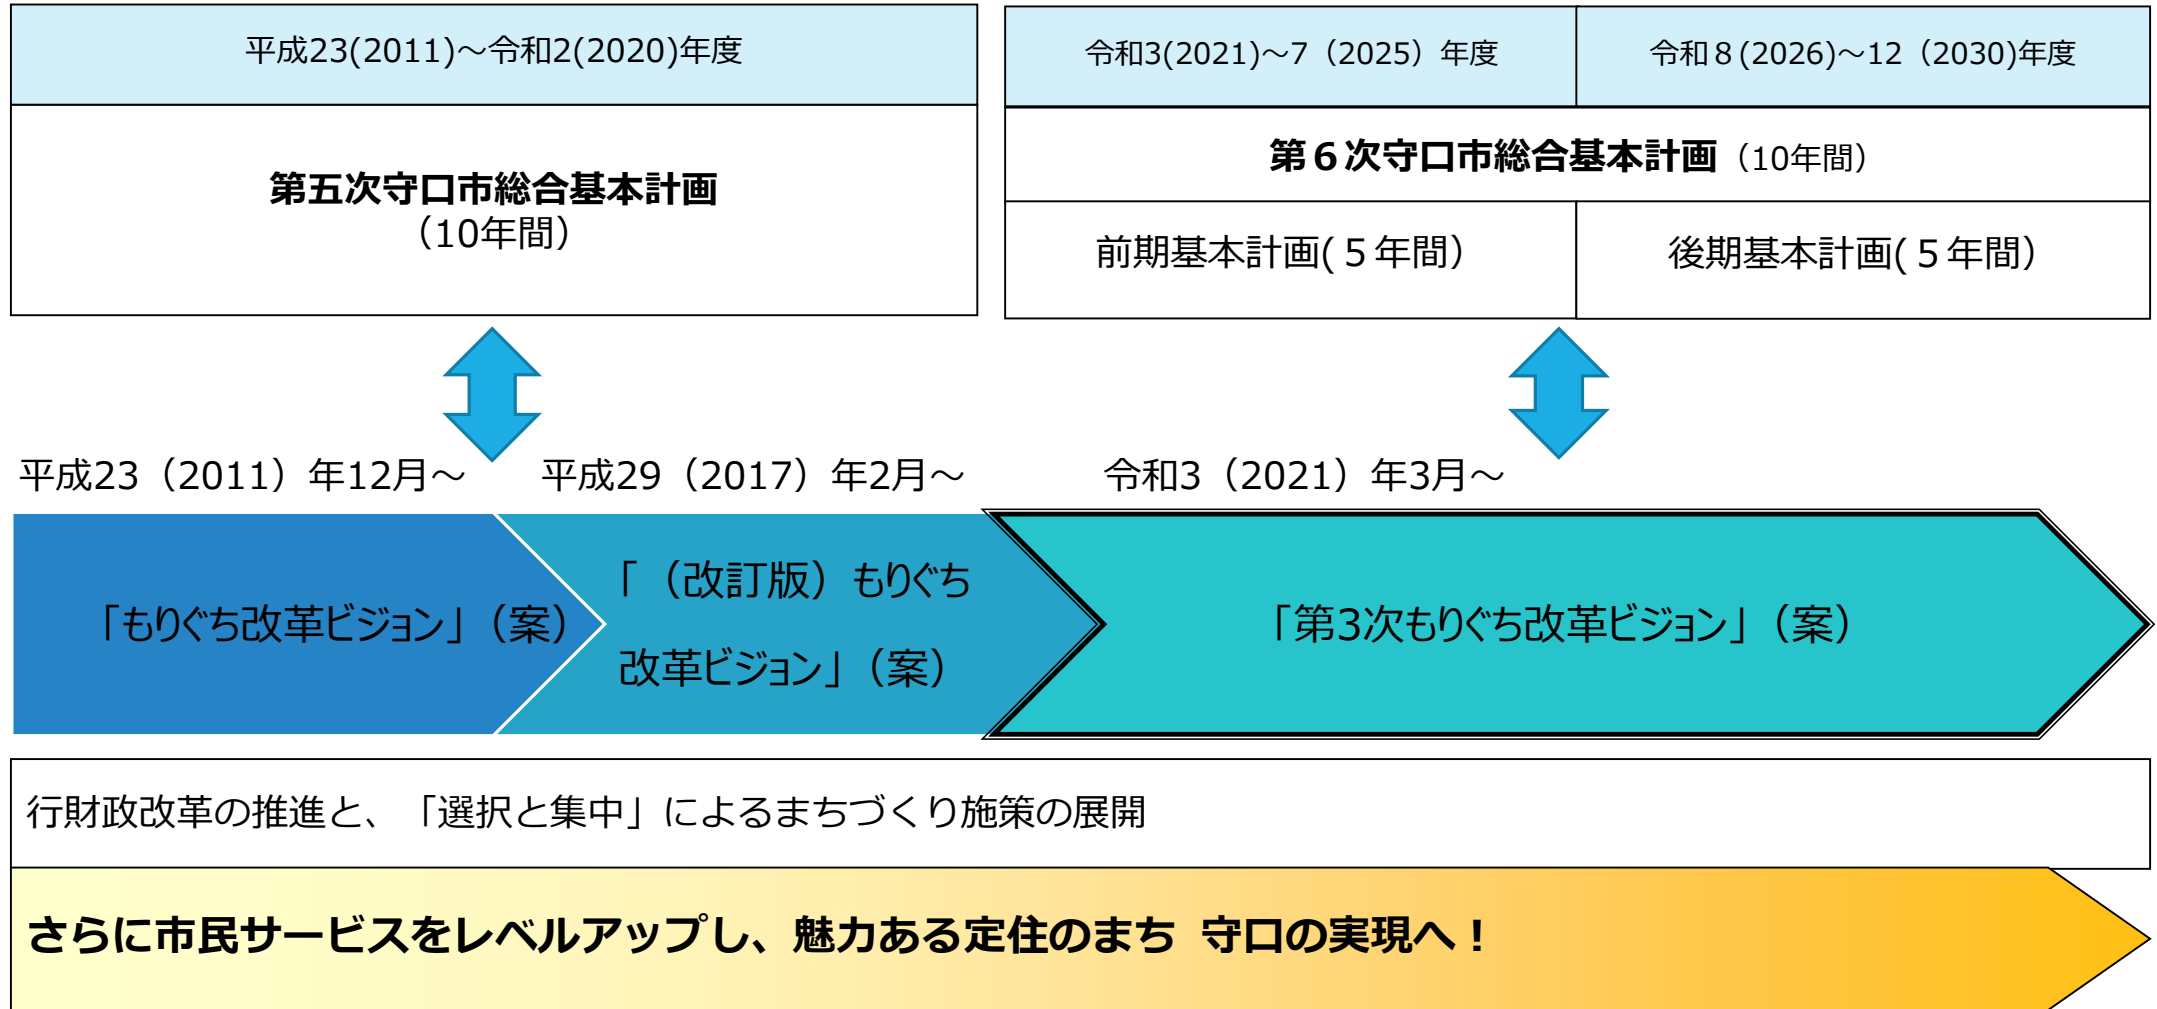 平成23(2011)～令和2(2020)年度
令和3(2021)～7（2025）年度
令和８(2026)～12（2030)年度
第五次守口市総合基本計画
（10年間）
第６次守口市総合基本計画（10年間）
前期基本計画(５年間）
後期基本計画(５年間）
平成23（2011）年12月～
平成29（2017）年2月～
令和3（2021）年3月～
「もりぐち改革ビジョン」（案）
「（改訂版）もりぐち
改革ビジョン」（案）
「第3次もりぐち改革ビジョン」（案）
行財政改革の推進と、「選択と集中」によるまちづくり施策の展開
さらに市民サービスをレベルアップし、魅力ある定住のまち 守口の実現へ！